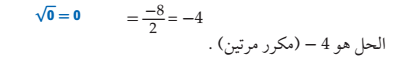 = −8/2 = −4    √0 = 0
الحل هو 4 − (مكرر مرتين) .